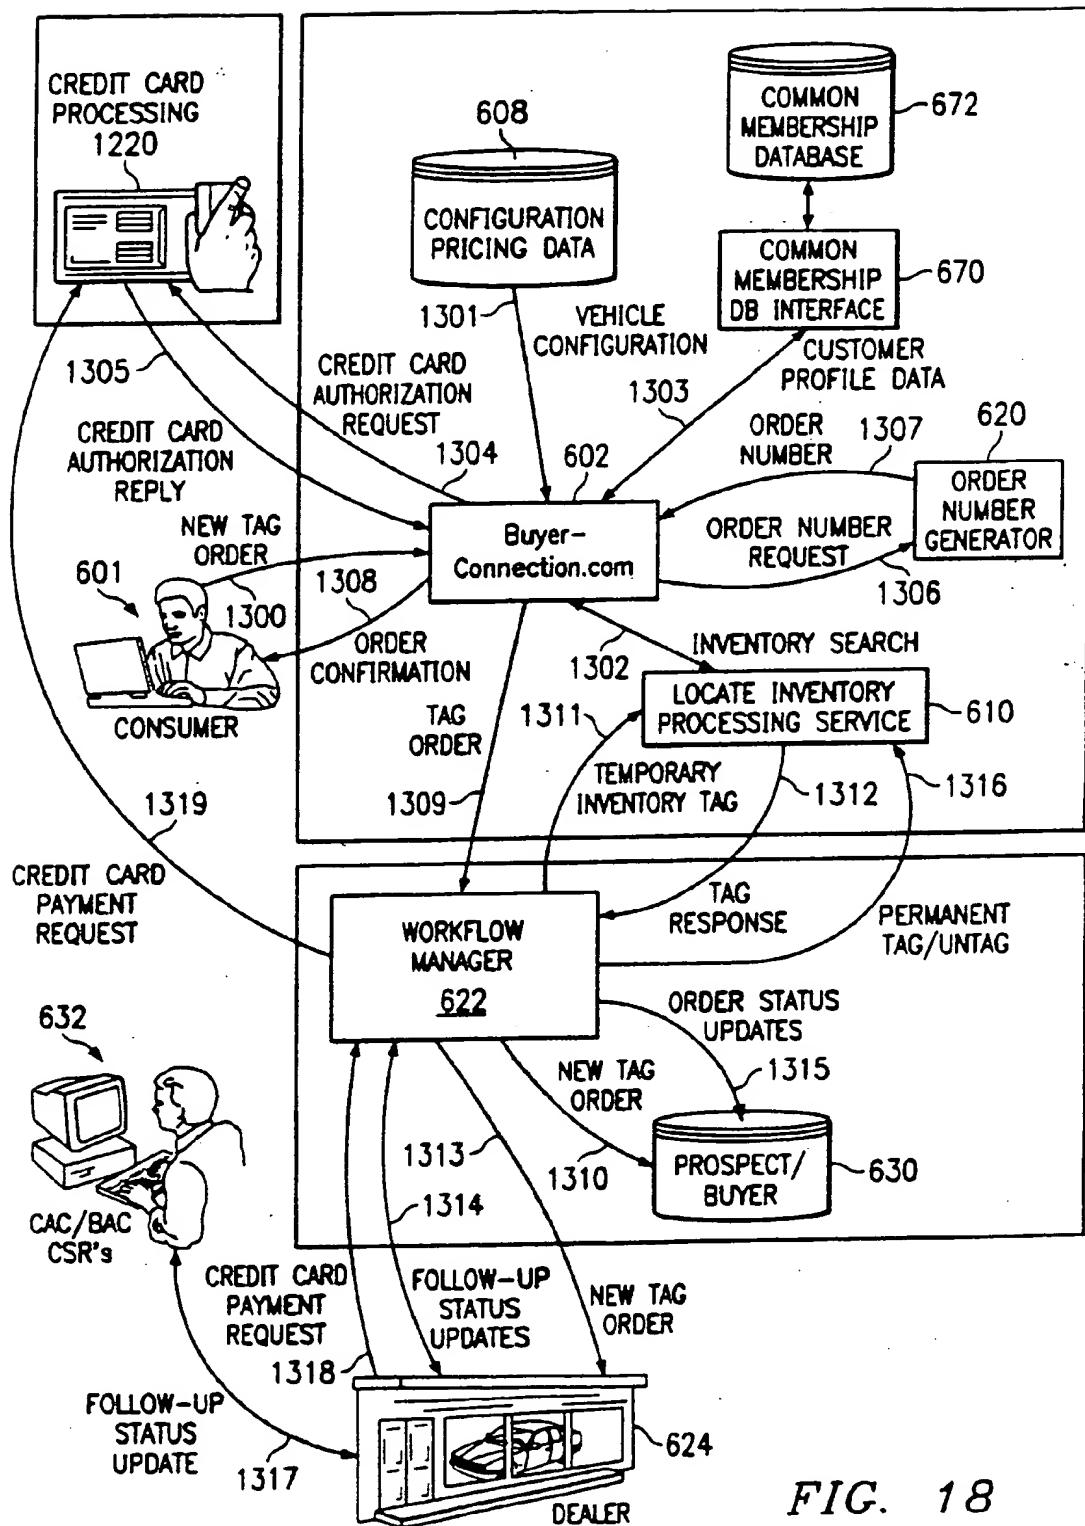 CREDIT CARD
PROCESSING
1220
608
CONFIGURATION
PRICING DATA
COMMON
MEMBERSHIP
DATABASE
672
COMMON
MEMBERSHIP
DB INTERFACE
670
1301
VEHICLE
CONFIGURATION
1303
CUSTOMER
PROFILE DATA
1305
CREDIT CARD
AUTHORIZATION
REQUEST
1304
CREDIT CARD
AUTHORIZATION
REPLY
602
Buyer-
Connection.com
ORDER
NUMBER
1307
620
ORDER
NUMBER
GENERATOR
ORDER NUMBER
REQUEST
1306
NEW TAG
ORDER
601
1300
1308
ORDER
CONFIRMATION
CONSUMER
1302
INVENTORY SEARCH
LOCATE INVENTORY
PROCESSING SERVICE
610
TAG
ORDER
1309
1311
TEMPORARY
INVENTORY TAG
1312
1316
1319
CREDIT CARD
PAYMENT
REQUEST
WORKFLOW
MANAGER
622
TAG
RESPONSE
PERMANENT
TAG/UNTAG
ORDER STATUS
UPDATES
1315
632
NEW TAG
ORDER
1313
1310
PROSPECT/
BUYER
630
1314
CAC/BAC
CSR's
CREDIT CARD
PAYMENT
REQUEST
1318
FOLLOW-UP
STATUS
UPDATES
NEW TAG
ORDER
FOLLOW-UP
STATUS
UPDATE
1317
624
DEALER
FIG. 18